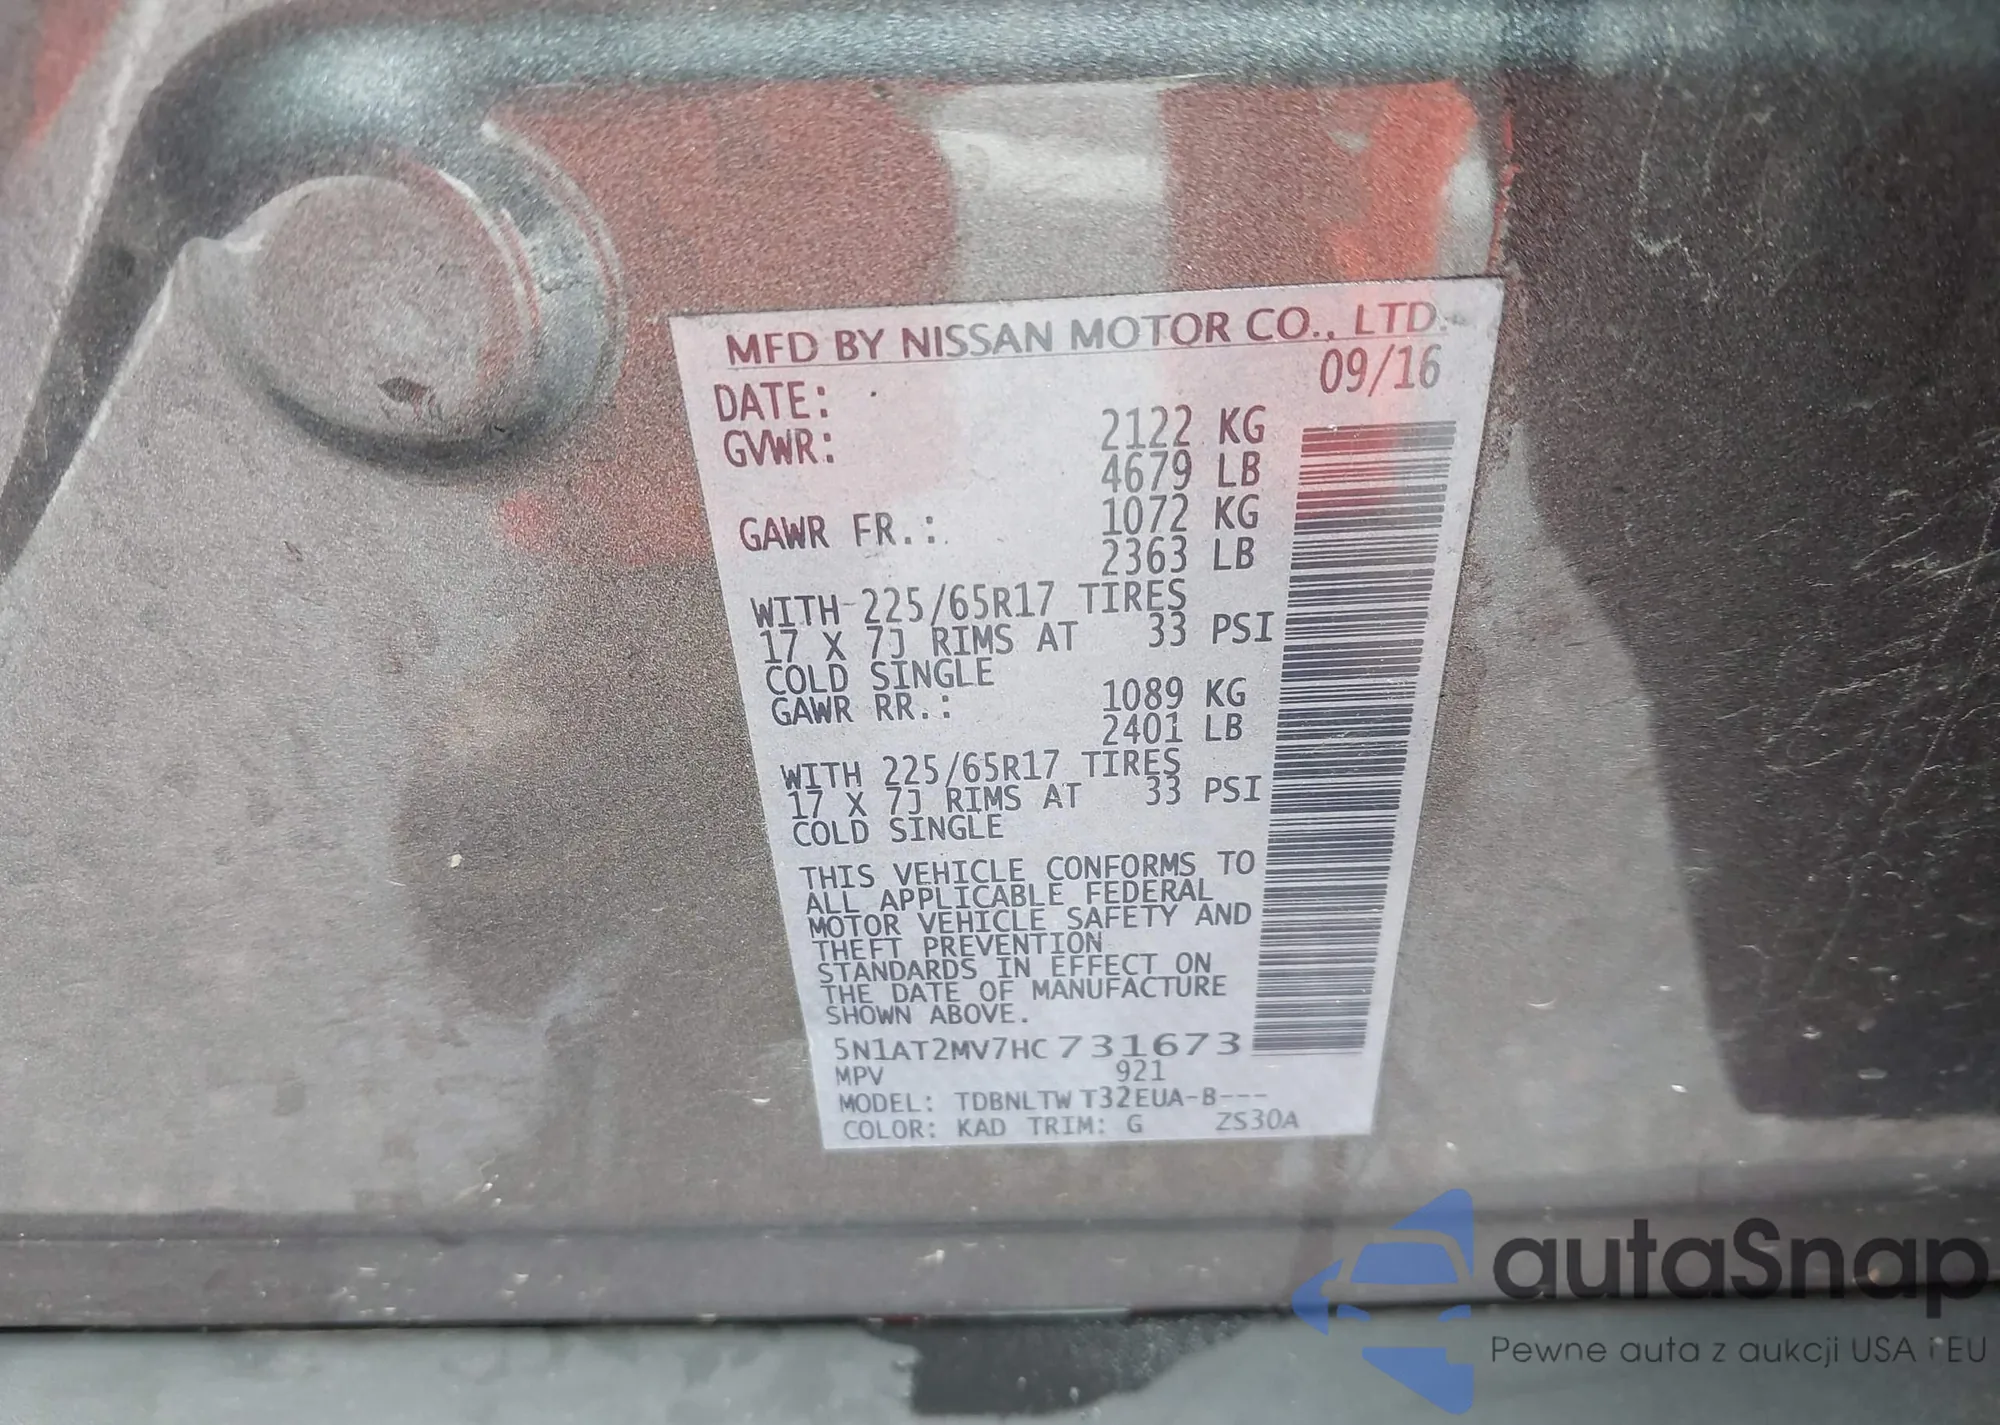 MFD BY NISSAN MOTOR CO., LTD.
DATE: 09/16
GVWR: 2122 KG
4679 LB
GAWR FR.: 1072 KG
2363 LB
WITH 225/65R17 TIRES
17 X 7J RIMS AT 33 PSI
COLD SINGLE
GAWR RR.: 1089 KG
2401 LB
WITH 225/65R17 TIRES
17 X 7J RIMS AT 33 PSI
COLD SINGLE
THIS VEHICLE CONFORMS TO
ALL APPLICABLE FEDERAL
MOTOR VEHICLE SAFETY AND
THEFT PREVENTION
STANDARDS IN EFFECT ON
THE DATE OF MANUFACTURE
SHOWN ABOVE.
5N1AT2MV7HC731673
MPV 921
MODEL: TDBNLTW T32EUA-B---
COLOR: KAD TRIM: G ZS30A
autaSnap
Pewne auta z aukcji USA i EU